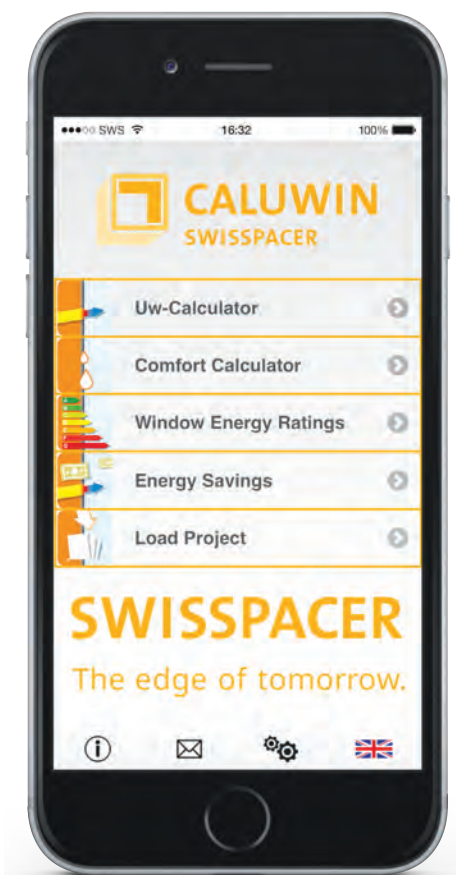 SWS 16:32 100%
CALUWIN
SWISSPACER
Uw-Calculator
Comfort Calculator
Window Energy Ratings
Energy Savings
Load Project
SWISSPACER
The edge of tomorrow.
i